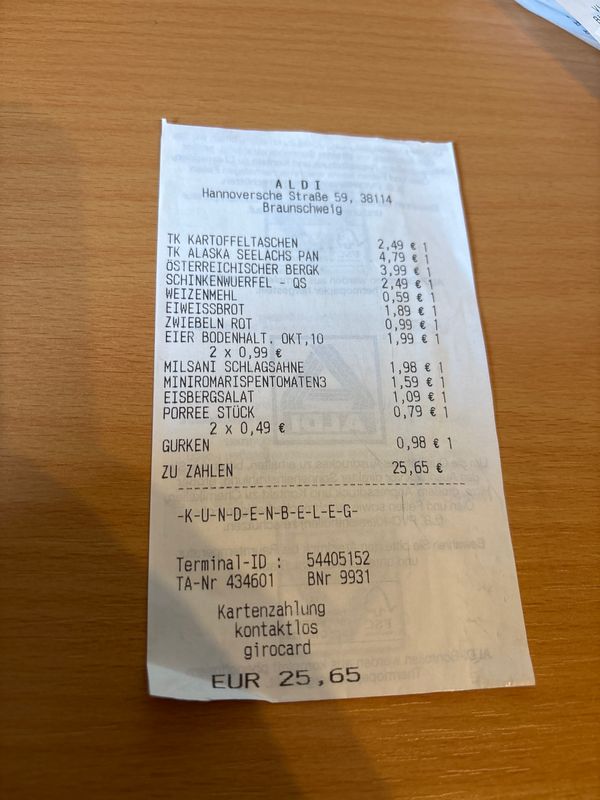 ALDI
Hannoversche Straße 59, 38114
Braunschweig
TK KARTOFFELTASCHEN 2,49 € 1
TK ALASKA SEELACHS PAN 4,79 € 1
ÖSTERREICHISCHER BERGK 3,99 € 1
SCHINKENWUERFEL - QS 2,49 € 1
WEIZENMEHL 0,59 € 1
EIWEISSBROT 1,89 € 1
ZWIEBELN ROT 0,99 € 1
EIER BODENHALT. OKT,10 1,99 € 1
2 x 0,99 €
MILSANI SCHLAGSAHNE 1,98 € 1
MINIROMARISPENTOMATEN3 1,59 € 1
EISBERGSALAT 1,09 € 1
PORREE STÜCK 0,79 € 1
2 x 0,49 €
GURKEN 0,98 € 1
ZU ZAHLEN 25,65 €
-K-U-N-D-E-N-B-E-L-E-G-
Terminal-ID : 54405152
TA-Nr 434601 BNr 9931
Kartenzahlung
kontaktlos
girocard
EUR 25,65